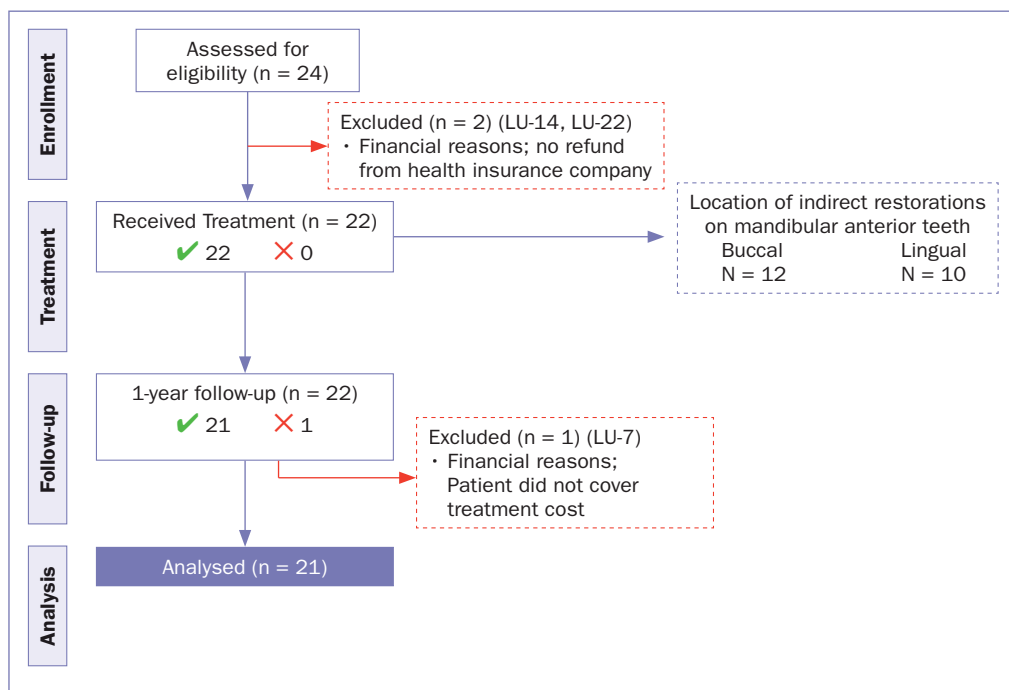 Enrollment
Assessed for
eligibility (n = 24)
Excluded (n = 2) (LU-14, LU-22)
· Financial reasons; no refund
from health insurance company
Treatment
Received Treatment (n = 22)
✔ 22 ✕ 0
Location of indirect restorations
on mandibular anterior teeth
Buccal Lingual
N = 12 N = 10
Follow-up
1-year follow-up (n = 22)
✔ 21 ✕ 1
Excluded (n = 1) (LU-7)
· Financial reasons;
Patient did not cover
treatment cost
Analysis
Analysed (n = 21)